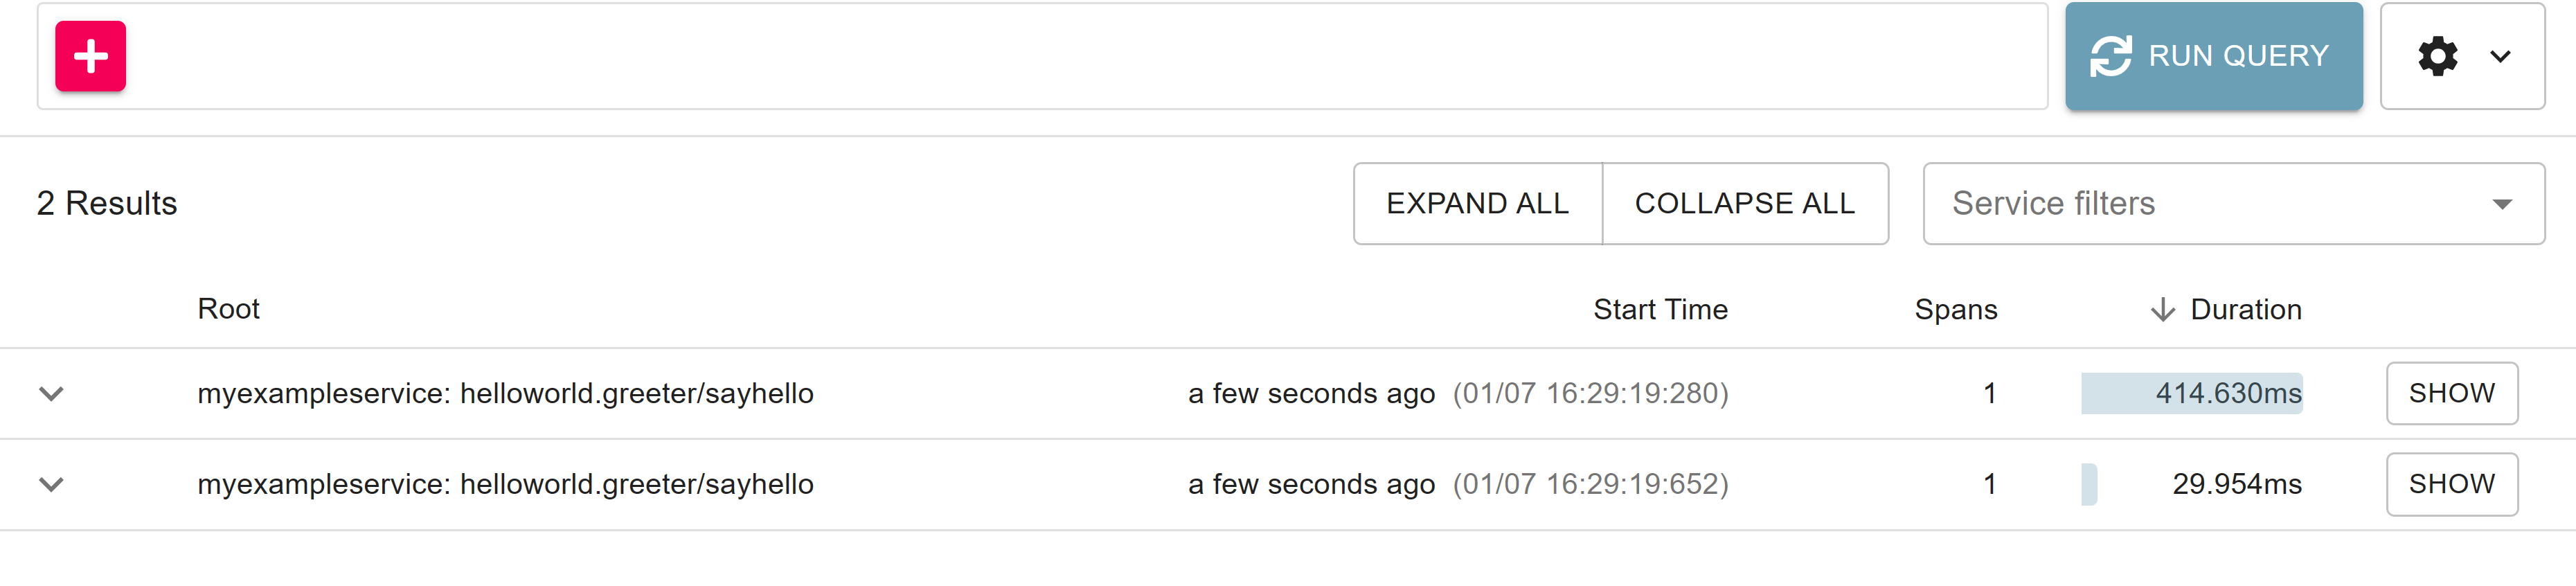 RUN QUERY
2 Results EXPAND ALL COLLAPSE ALL Service filters
Root Start Time Spans Duration
myexampleservice: helloworld.greeter/sayhello a few seconds ago (01/07 16:29:19:280) 1 414.630ms SHOW
myexampleservice: helloworld.greeter/sayhello a few seconds ago (01/07 16:29:19:652) 1 29.954ms SHOW